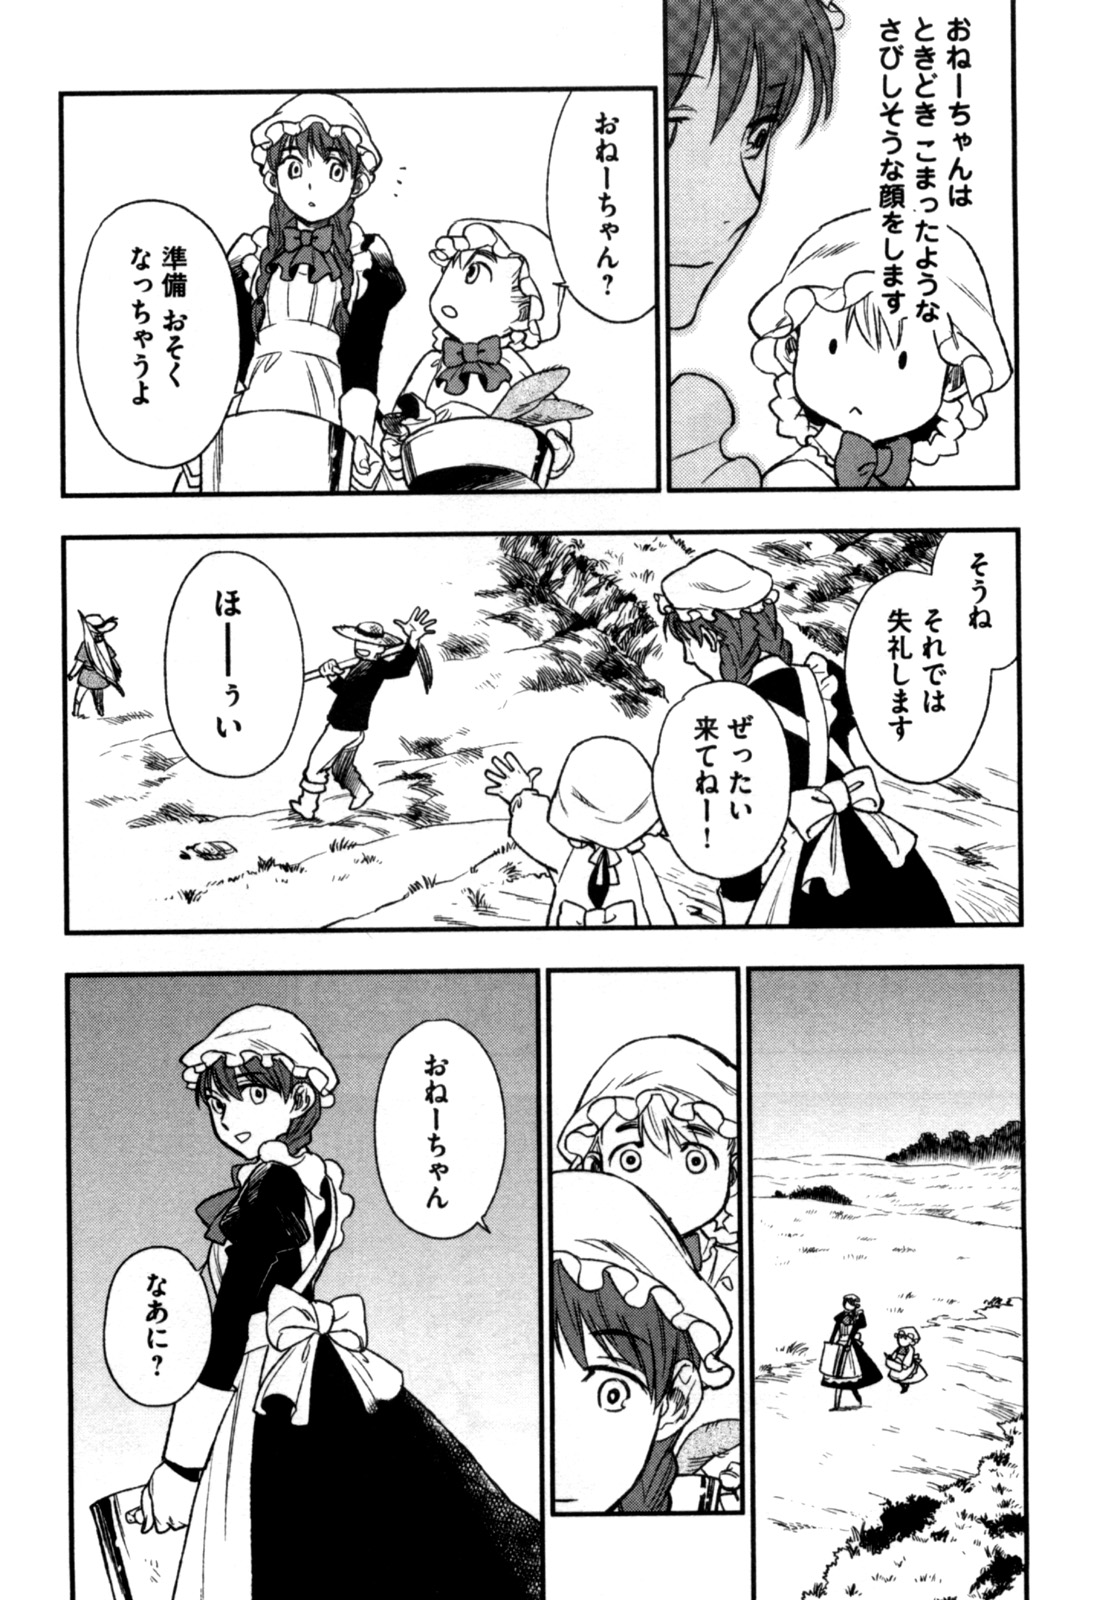 おねーちゃんは
ときどき こまったような
さびしそうな顔をします
おねーちゃん？
準備 おそく
なっちゃうよ
そうね
それでは
失礼します
ぜったい
来てねー！
ほーーぅい
おねーちゃん
なあに？